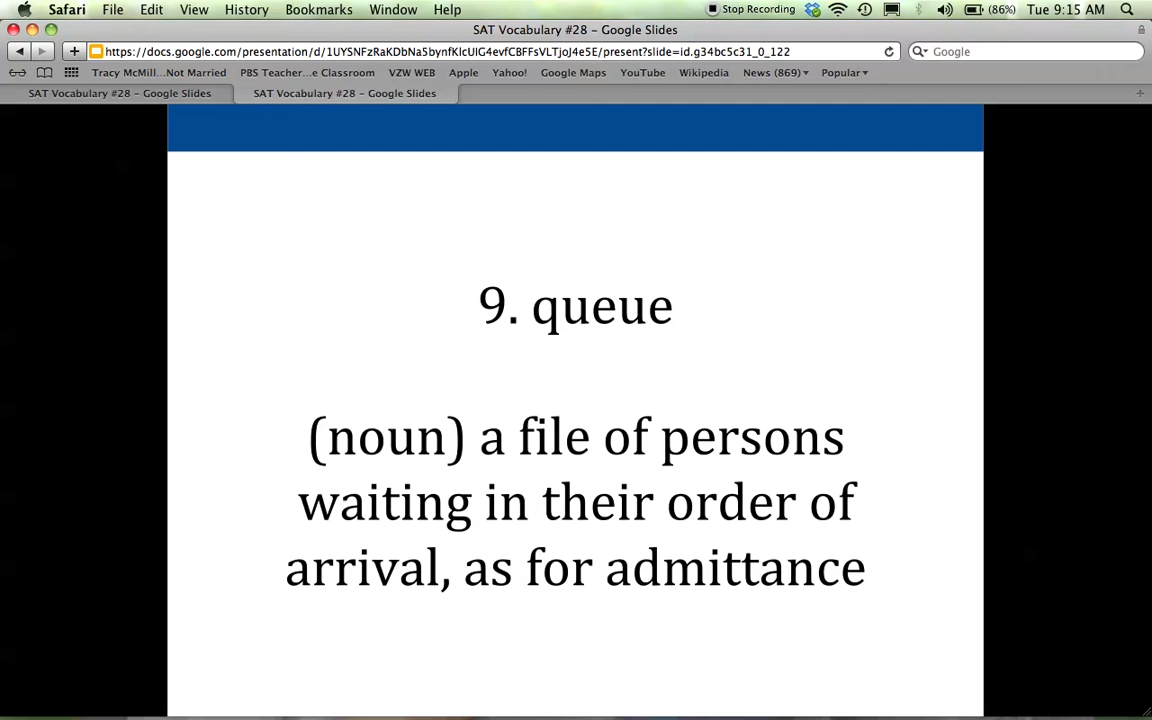 Safari File Edit View History Bookmarks Window Help Stop Recording (86%) Tue 9:15 AM
SAT Vocabulary #28 – Google Slides
https://docs.google.com/presentation/d/1UYSNFzRaKDbNa5bynfKlcUIG4evfCBFFsVLTjoJ4e5E/present?slide=id.g34bc5c31_0_122 Google
Tracy McMill...Not Married PBS Teacher...e Classroom VZW WEB Apple Yahoo! Google Maps YouTube Wikipedia News (869) Popular
SAT Vocabulary #28 – Google Slides SAT Vocabulary #28 – Google Slides
9. queue
(noun) a file of persons
waiting in their order of
arrival, as for admittance